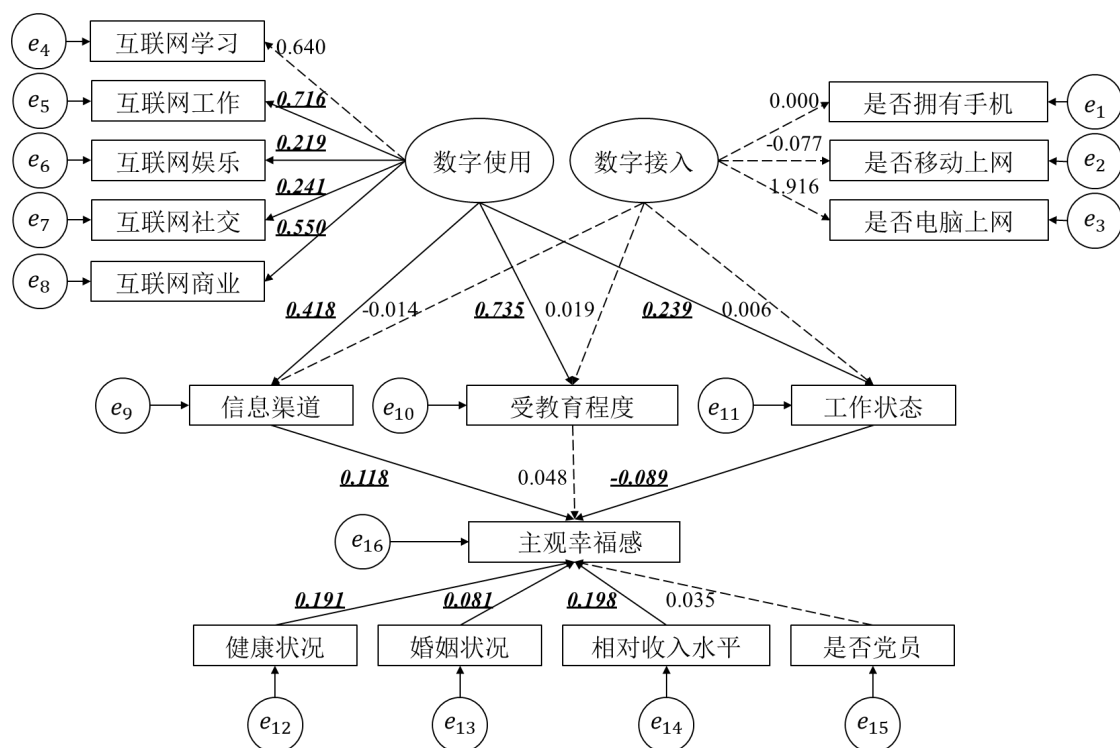 e4
互联网学习
0.640
e5
互联网工作
0.716
e6
互联网娱乐
0.219
e7
互联网社交
0.241
e8
互联网商业
0.550
数字使用
数字接入
0.000
是否拥有手机
e1
-0.077
是否移动上网
e2
1.916
是否电脑上网
e3
0.418
-0.014
0.735
0.019
0.239
0.006
e9
信息渠道
e10
受教育程度
e11
工作状态
0.118
0.048
-0.089
e16
主观幸福感
0.191
0.081
0.198
0.035
健康状况
婚姻状况
相对收入水平
是否党员
e12
e13
e14
e15